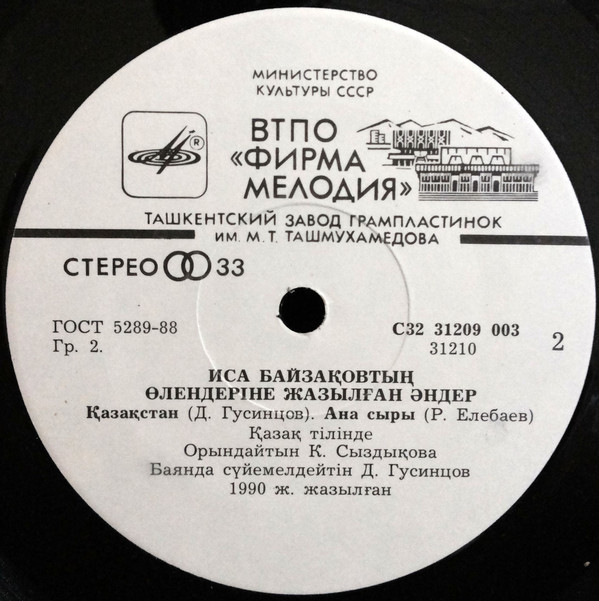 МИНИСТЕРСТВО
КУЛЬТУРЫ СССР
ВТПО
«ФИРМА
МЕЛОДИЯ»
®
ТАШКЕНТСКИЙ ЗАВОД ГРАМПЛАСТИНОК
ИМ. М. Т. ТАШМУХАМЕДОВА
СТЕРЕО 33
ГОСТ 5289-88
Гр. 2.
С32 31209 003
31210
2
ИСА БАЙЗАҚОВТЫҢ
ӨЛЕНДЕРІНЕ ЖАЗЫЛҒАН ӘНДЕР
Қазақстан (Д. Гусинцов). Ана сыры (Р. Елебаев)
Қазақ тілінде
Орындайтын К. Сыздықова
Баянда сүйемелдейтін Д. Гусинцов
1990 ж. жазылған